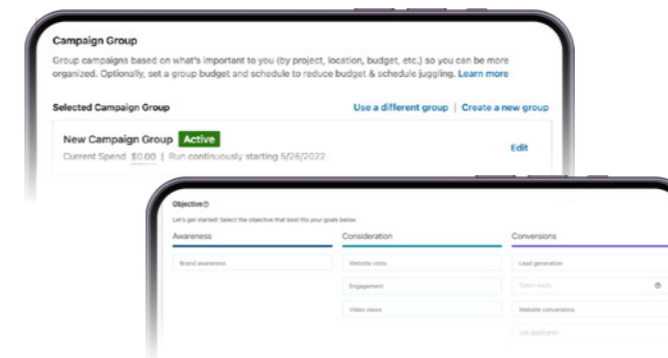 Campaign Group
Group campaigns based on what's important to you (by project, location, budget, etc.) so you can be more
organized. Optionally, set a group budget and schedule to reduce budget & schedule juggling. Learn more
Selected Campaign Group
Use a different group | Create a new group
New Campaign Group Active
Current Spend $0.00 | Run continuously starting 5/26/2022
Edit
Objective
Let's get started! Select the objective that best fits your goals below.
Awareness
Consideration
Conversions
Brand awareness
Website visits
Lead generation
Engagement
Video views
Website conversions
Job applicants